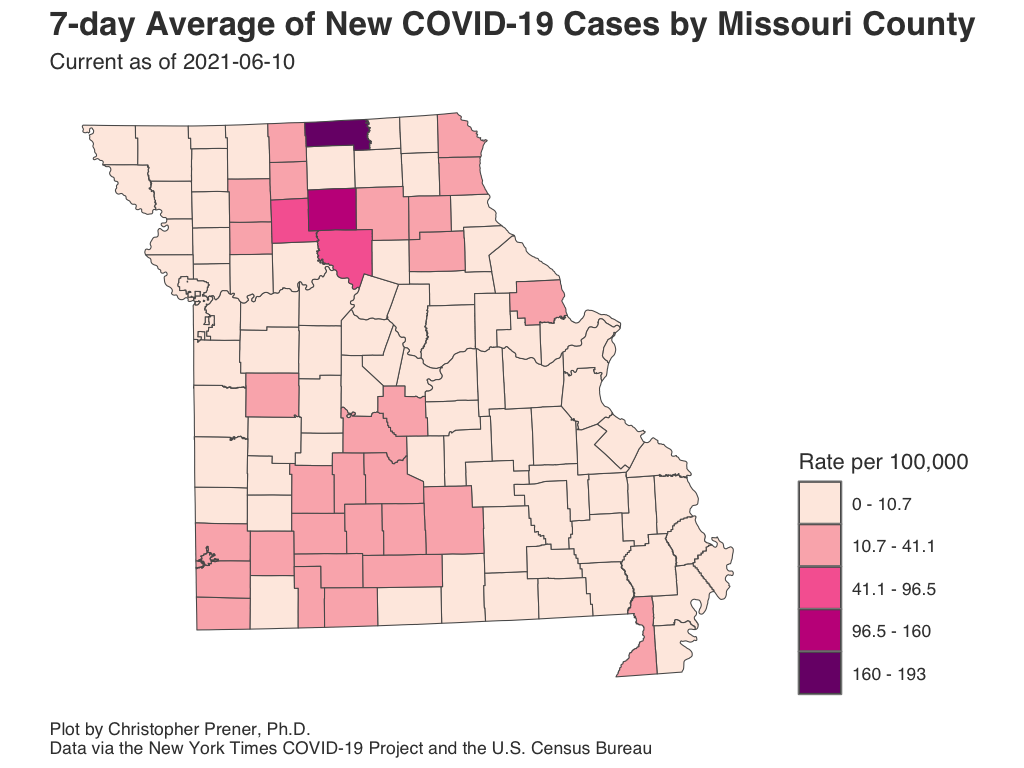 7-day Average of New COVID-19 Cases by Missouri County
Current as of 2021-06-10
Rate per 100,000
0 - 10.7
10.7 - 41.1
41.1 - 96.5
96.5 - 160
160 - 193
Plot by Christopher Prener, Ph.D.
Data via the New York Times COVID-19 Project and the U.S. Census Bureau